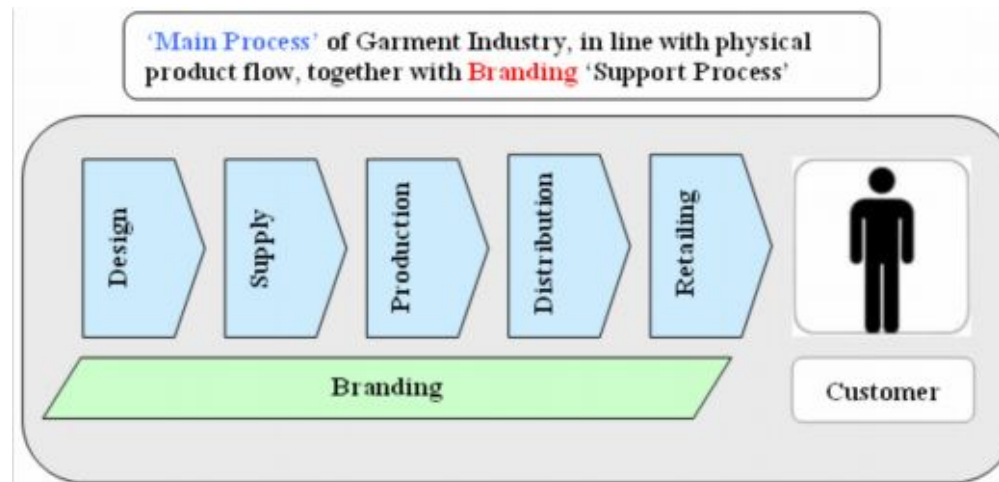 ‘Main Process’ of Garment Industry, in line with physical
product flow, together with Branding ‘Support Process’
Design
Supply
Production
Distribution
Retailing
Branding
Customer